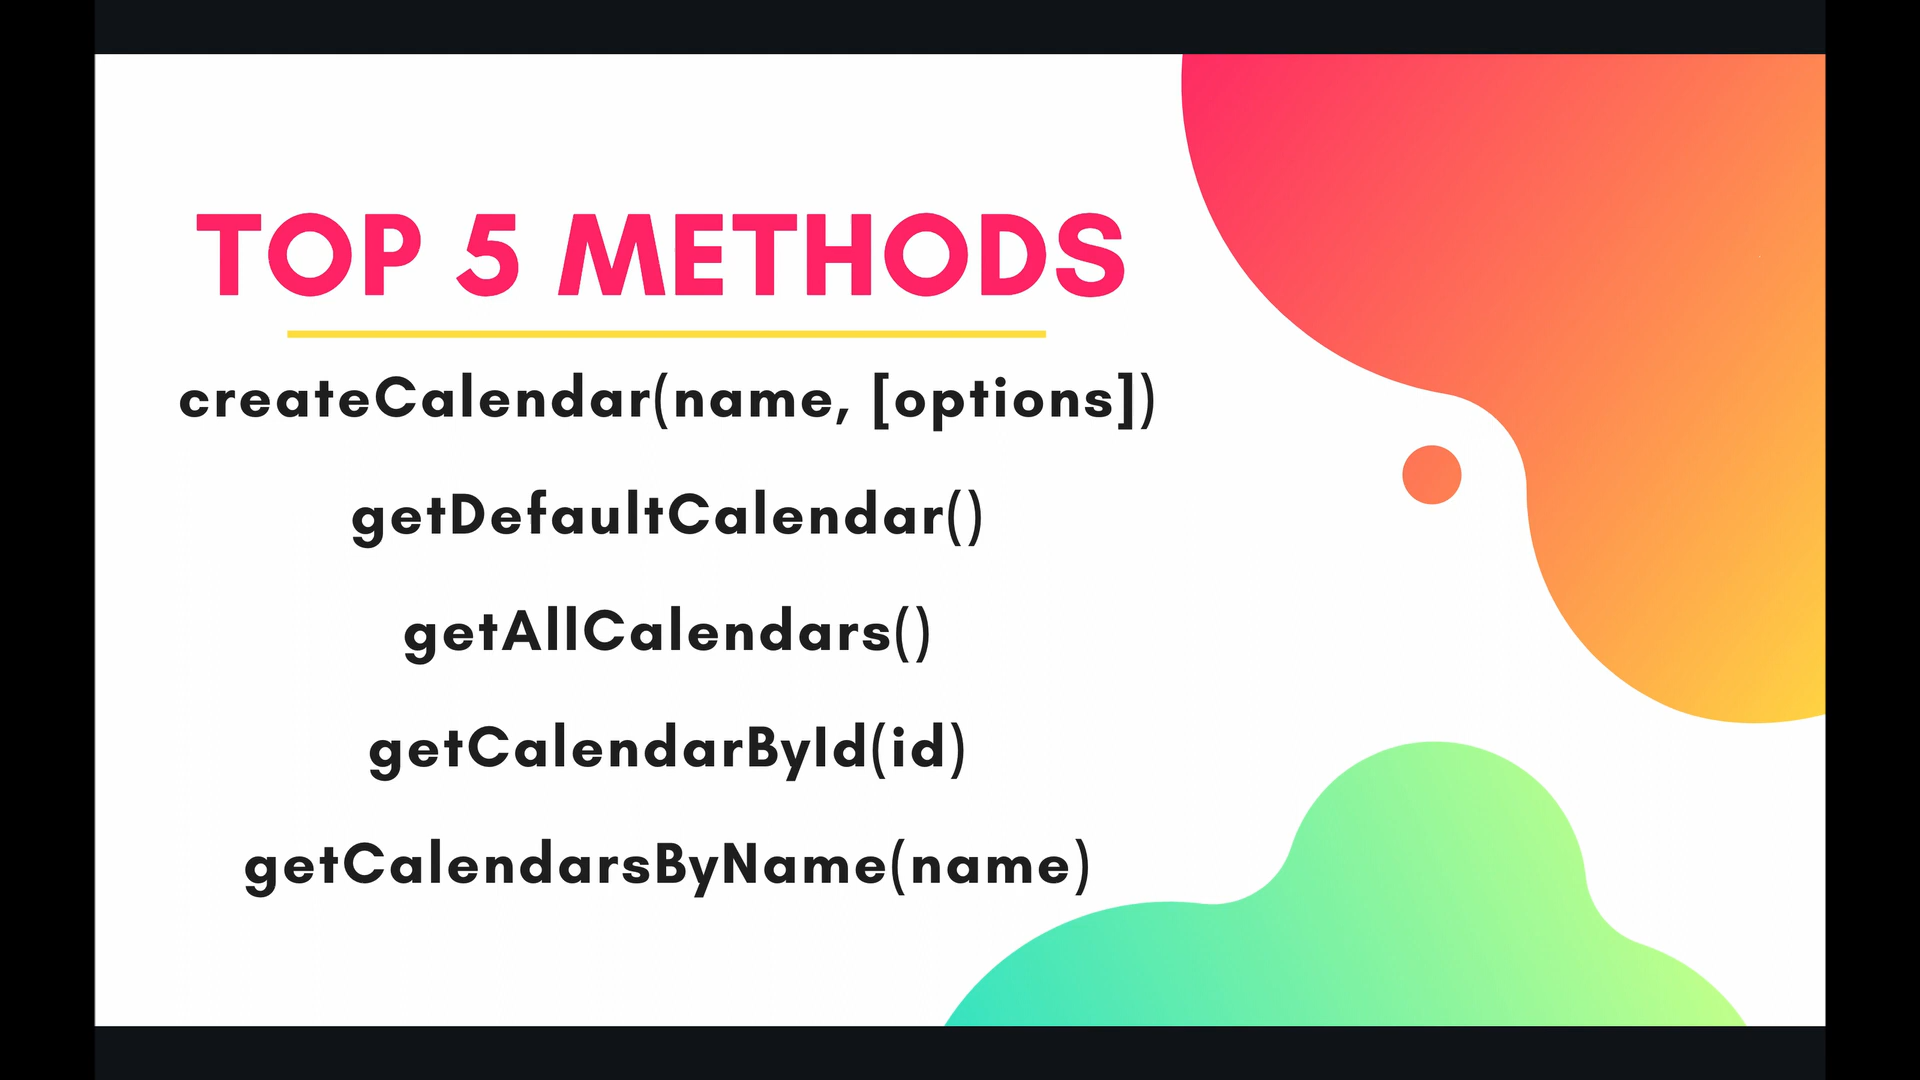 TOP 5 METHODS
createCalendar(name, [options])
getDefaultCalendar()
getAllCalendars()
getCalendarById(id)
getCalendarsByName(name)